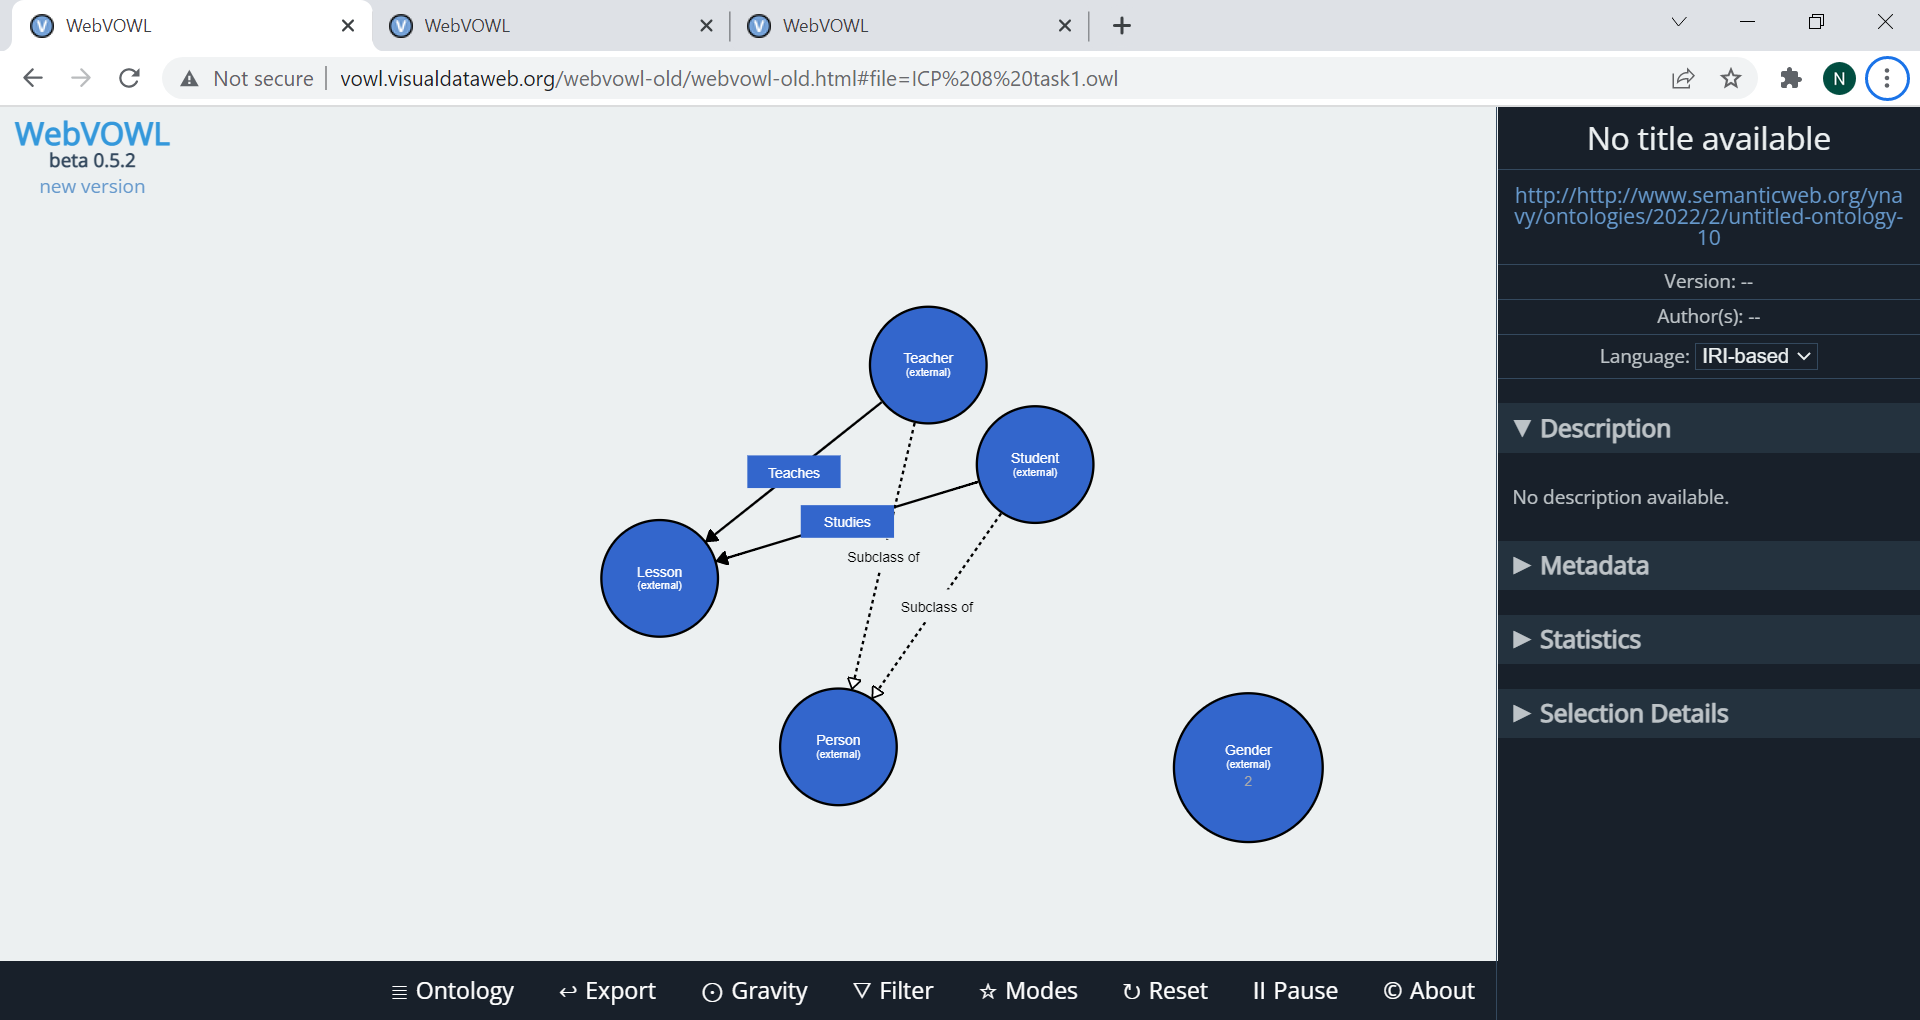 WebVOWL
WebVOWL
WebVOWL
Not secure
vowl.visualdataweb.org/webvowl-old/webvowl-old.html#file=ICP%208%20task1.owl
N
WebVOWL
beta 0.5.2
new version
Teacher
(external)
Student
(external)
Teaches
Studies
Subclass of
Lesson
(external)
Subclass of
Person
(external)
Gender
(external)
2
No title available
http://http://www.semanticweb.org/yna
vy/ontologies/2022/2/untitled-ontology-
10
Version: --
Author(s): --
Language: IRI-based
▼ Description
No description available.
▶ Metadata
▶ Statistics
▶ Selection Details
Ontology
Export
Gravity
Filter
Modes
Reset
Pause
© About